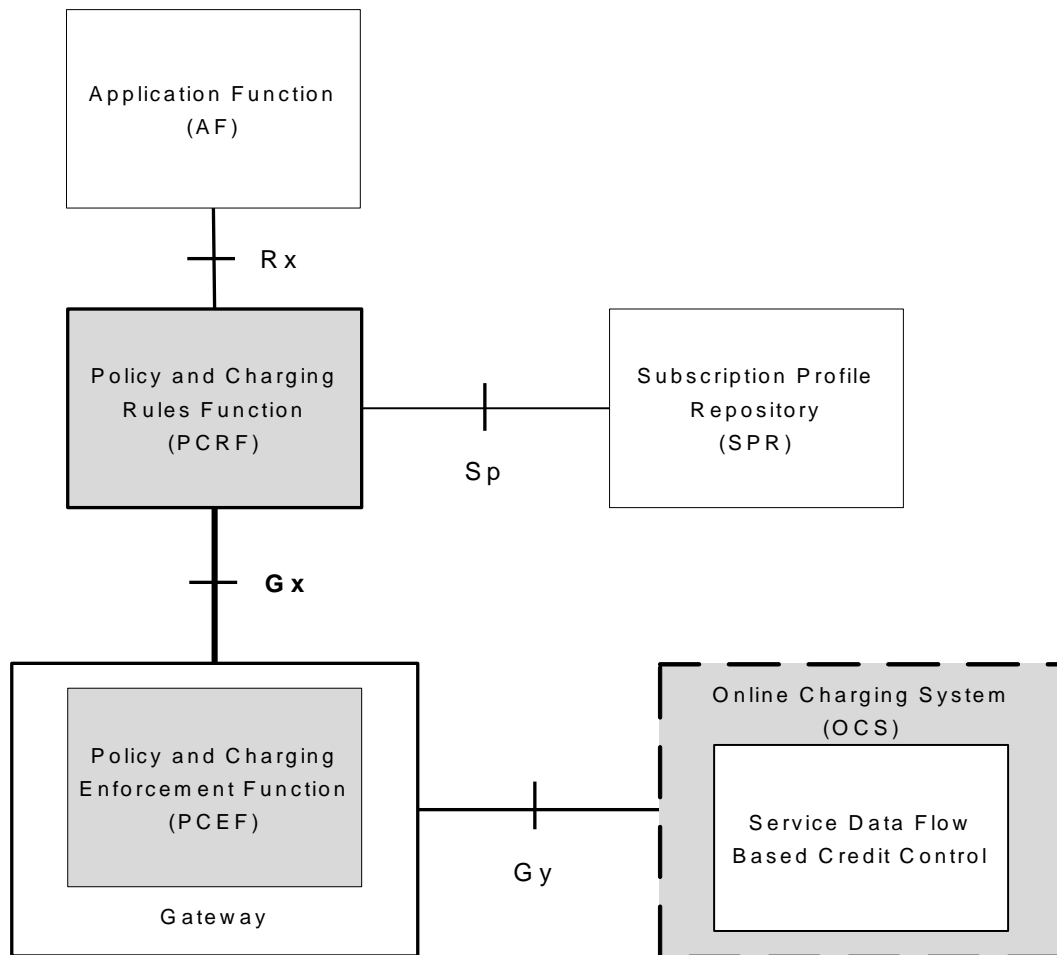 Application Function
(AF)
Rx
Policy and Charging
Rules Function
(PCRF)
Subscription Profile
Repository
(SPR)
Sp
Gx
Policy and Charging
Enforcement Function
(PCEF)
Gateway
Gy
Online Charging System
(OCS)
Service Data Flow
Based Credit Control